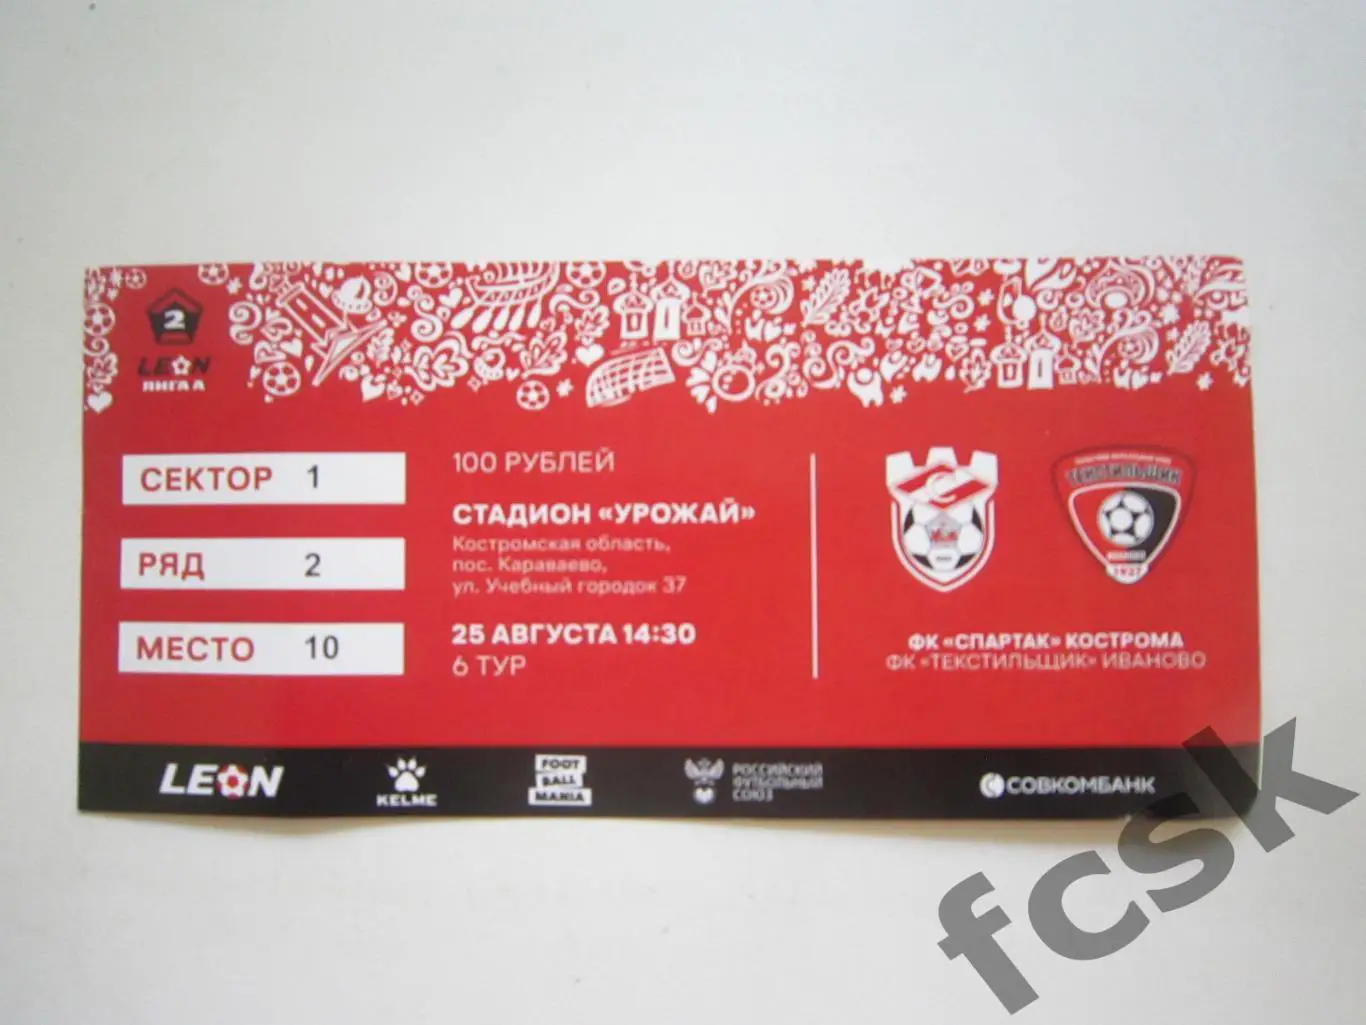 2
LEON
ЛИГА А
СЕКТОР 1
РЯД 2
МЕСТО 10
100 РУБЛЕЙ
СТАДИОН «УРОЖАЙ»
Костромская область,
пос. Караваево,
ул. Учебный городок 37
25 АВГУСТА 14:30
6 ТУР
ТЕКСТИЛЬЩИК
ИВАНОВО
1927
ФК «СПАРТАК» КОСТРОМА
ФК «ТЕКСТИЛЬЩИК» ИВАНОВО
LEON
KELME
FOOT
BALL
MANIA
РОССИЙСКИЙ
ФУТБОЛЬНЫЙ
СОЮЗ
СОВКОМБАНК
fcsk